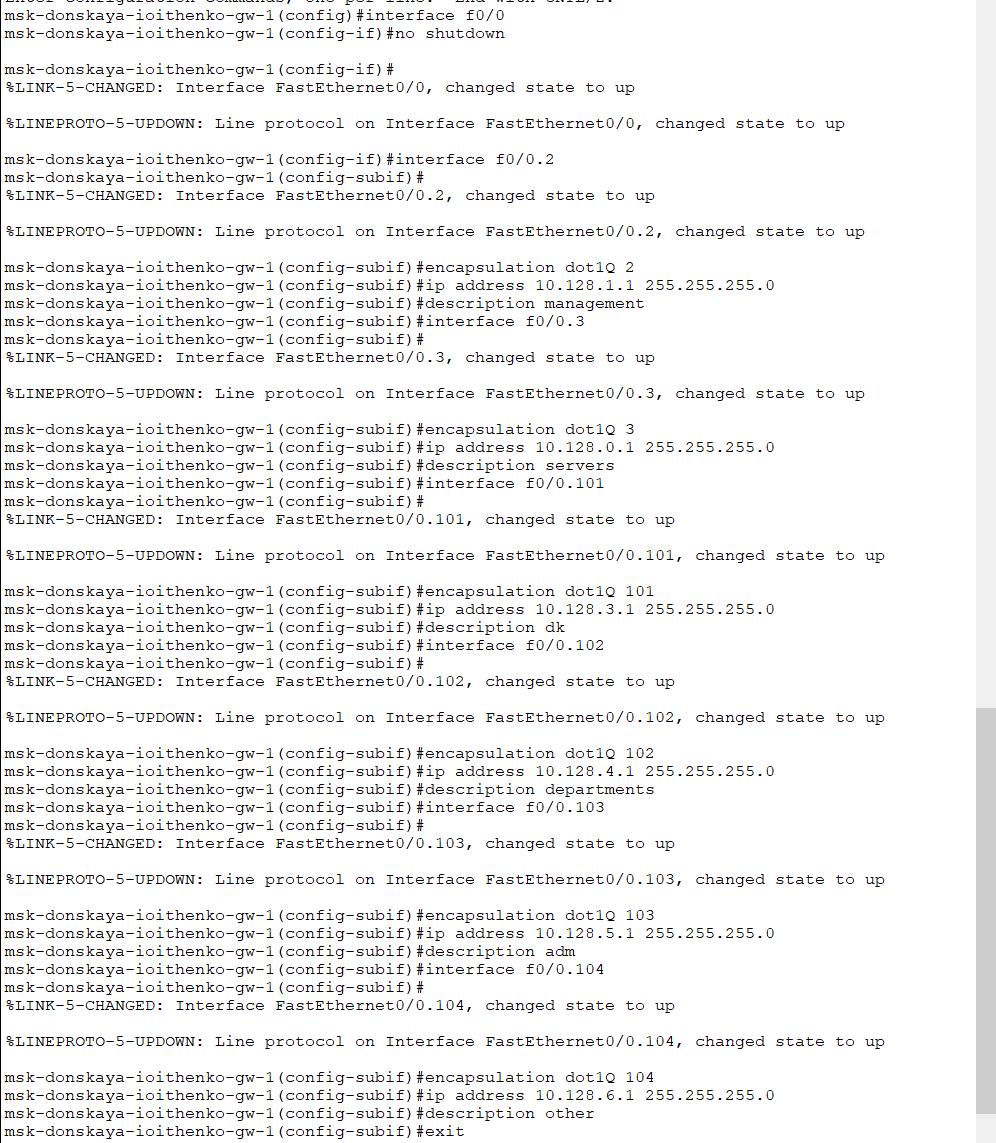 Enter configuration commands, one per line.  End with CNTL/Z.
msk-donskaya-ioithenko-gw-1(config)#interface f0/0
msk-donskaya-ioithenko-gw-1(config-if)#no shutdown
msk-donskaya-ioithenko-gw-1(config-if)#
%LINK-5-CHANGED: Interface FastEthernet0/0, changed state to up
%LINEPROTO-5-UPDOWN: Line protocol on Interface FastEthernet0/0, changed state to up
msk-donskaya-ioithenko-gw-1(config-if)#interface f0/0.2
msk-donskaya-ioithenko-gw-1(config-subif)#
%LINK-5-CHANGED: Interface FastEthernet0/0.2, changed state to up
%LINEPROTO-5-UPDOWN: Line protocol on Interface FastEthernet0/0.2, changed state to up
msk-donskaya-ioithenko-gw-1(config-subif)#encapsulation dot1Q 2
msk-donskaya-ioithenko-gw-1(config-subif)#ip address 10.128.1.1 255.255.255.0
msk-donskaya-ioithenko-gw-1(config-subif)#description management
msk-donskaya-ioithenko-gw-1(config-subif)#interface f0/0.3
msk-donskaya-ioithenko-gw-1(config-subif)#
%LINK-5-CHANGED: Interface FastEthernet0/0.3, changed state to up
%LINEPROTO-5-UPDOWN: Line protocol on Interface FastEthernet0/0.3, changed state to up
msk-donskaya-ioithenko-gw-1(config-subif)#encapsulation dot1Q 3
msk-donskaya-ioithenko-gw-1(config-subif)#ip address 10.128.0.1 255.255.255.0
msk-donskaya-ioithenko-gw-1(config-subif)#description servers
msk-donskaya-ioithenko-gw-1(config-subif)#interface f0/0.101
msk-donskaya-ioithenko-gw-1(config-subif)#
%LINK-5-CHANGED: Interface FastEthernet0/0.101, changed state to up
%LINEPROTO-5-UPDOWN: Line protocol on Interface FastEthernet0/0.101, changed state to up
msk-donskaya-ioithenko-gw-1(config-subif)#encapsulation dot1Q 101
msk-donskaya-ioithenko-gw-1(config-subif)#ip address 10.128.3.1 255.255.255.0
msk-donskaya-ioithenko-gw-1(config-subif)#description dk
msk-donskaya-ioithenko-gw-1(config-subif)#interface f0/0.102
msk-donskaya-ioithenko-gw-1(config-subif)#
%LINK-5-CHANGED: Interface FastEthernet0/0.102, changed state to up
%LINEPROTO-5-UPDOWN: Line protocol on Interface FastEthernet0/0.102, changed state to up
msk-donskaya-ioithenko-gw-1(config-subif)#encapsulation dot1Q 102
msk-donskaya-ioithenko-gw-1(config-subif)#ip address 10.128.4.1 255.255.255.0
msk-donskaya-ioithenko-gw-1(config-subif)#description departments
msk-donskaya-ioithenko-gw-1(config-subif)#interface f0/0.103
msk-donskaya-ioithenko-gw-1(config-subif)#
%LINK-5-CHANGED: Interface FastEthernet0/0.103, changed state to up
%LINEPROTO-5-UPDOWN: Line protocol on Interface FastEthernet0/0.103, changed state to up
msk-donskaya-ioithenko-gw-1(config-subif)#encapsulation dot1Q 103
msk-donskaya-ioithenko-gw-1(config-subif)#ip address 10.128.5.1 255.255.255.0
msk-donskaya-ioithenko-gw-1(config-subif)#description adm
msk-donskaya-ioithenko-gw-1(config-subif)#interface f0/0.104
msk-donskaya-ioithenko-gw-1(config-subif)#
%LINK-5-CHANGED: Interface FastEthernet0/0.104, changed state to up
%LINEPROTO-5-UPDOWN: Line protocol on Interface FastEthernet0/0.104, changed state to up
msk-donskaya-ioithenko-gw-1(config-subif)#encapsulation dot1Q 104
msk-donskaya-ioithenko-gw-1(config-subif)#ip address 10.128.6.1 255.255.255.0
msk-donskaya-ioithenko-gw-1(config-subif)#description other
msk-donskaya-ioithenko-gw-1(config-subif)#exit